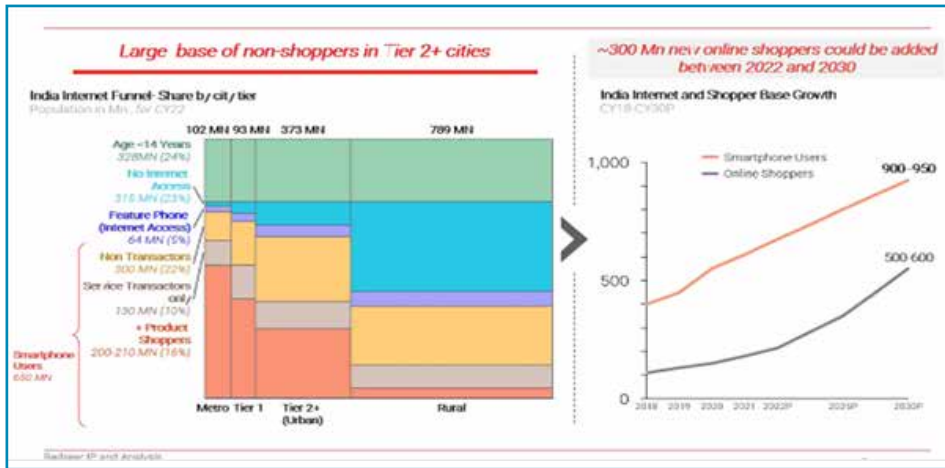 Large base of non-shoppers in Tier 2+ cities
~300 Mn new online shoppers could be added
between 2022 and 2030
India Internet Funnel- Share by city tier
Population in Mn, for CY22
102 MN 93 MN 373 MN 789 MN
Age <14 Years
328MN (24%)
No Internet
Access
(23%)
Feature Phone
(Internet Access)
64 MN (5%)
Non Transactors
300 MN (22%)
Service Transactors
only
130 MN (10%)
+ Product
Shoppers
200-210 MN (16%)
Smartphone
Users
650 MN
Metro Tier 1 Tier 2+
(Urban)
Rural
India Internet and Shopper Base Growth
CY18-CY30P
1,000
500
0
Smartphone Users
Online Shoppers
900-950
500-600
2018 2019 2020 2021 2022P 2030P
Redseer IP and Analysis